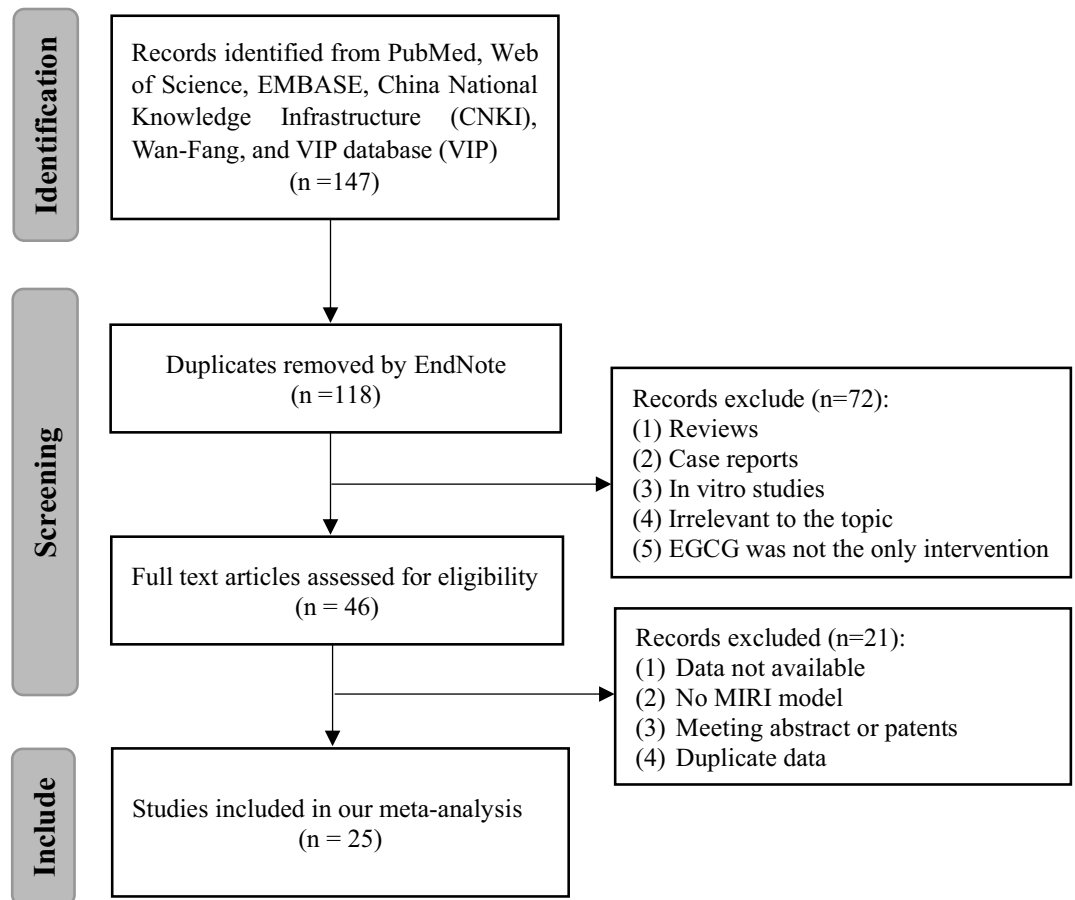 Identification
Records identified from PubMed, Web
of Science, EMBASE, China National
Knowledge Infrastructure (CNKI),
Wan-Fang, and VIP database (VIP)
(n =147)
Screening
Duplicates removed by EndNote
(n =118)
Records exclude (n=72):
(1) Reviews
(2) Case reports
(3) In vitro studies
(4) Irrelevant to the topic
(5) EGCG was not the only intervention
Full text articles assessed for eligibility
(n = 46)
Records excluded (n=21):
(1) Data not available
(2) No MIRI model
(3) Meeting abstract or patents
(4) Duplicate data
Include
Studies included in our meta-analysis
(n = 25)